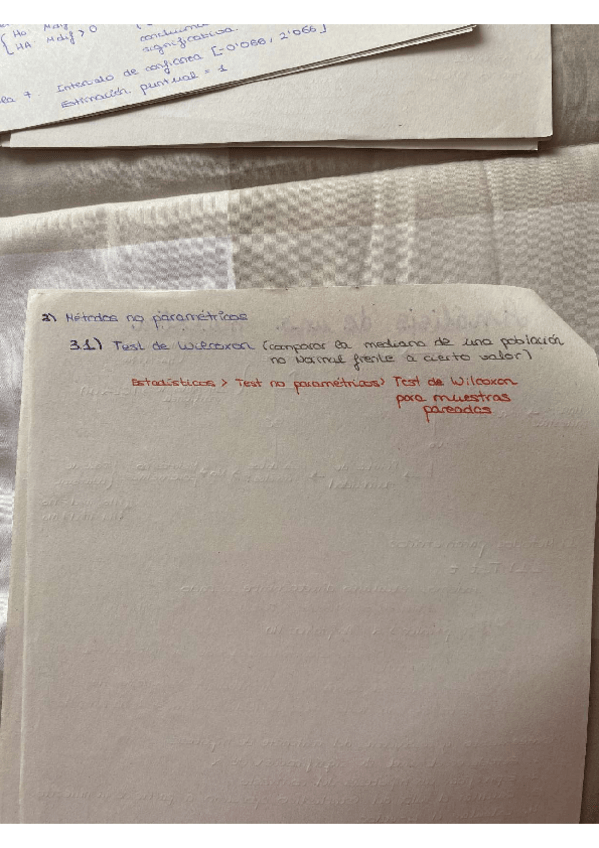 Ho Mdif
HA Mdif > 0
significativa.
Intervalo de confianza [-0'066, 2'066]
Estimación puntual = 1
3) Métodos no paramétricos
3.1) Test de Wilcoxon (comparar la mediana de una población
no Normal frente a cierto valor)
Estadísticos > Test no paramétricos > Test de Wilcoxon
para muestras
pareadas